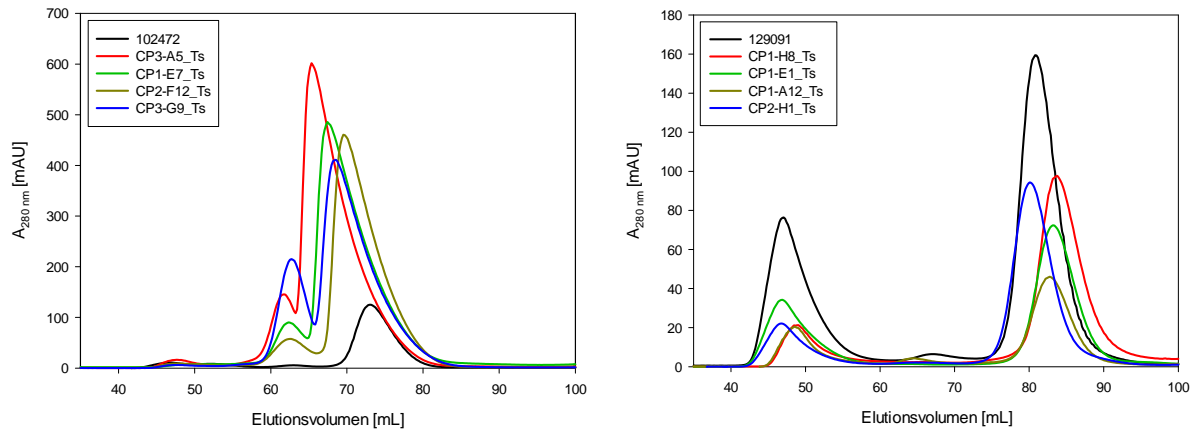 700
600
500
400
300
200
100
0
A280 nm [mAU]
102472
CP3-A5_Ts
CP1-E7_Ts
CP2-F12_Ts
CP3-G9_Ts
40 50 60 70 80 90 100
Elutionsvolumen [mL]
180
160
140
120
100
80
60
40
20
0
A280 nm [mAU]
129091
CP1-H8_Ts
CP1-E1_Ts
CP1-A12_Ts
CP2-H1_Ts
40 50 60 70 80 90 100
Elutionsvolumen [mL]